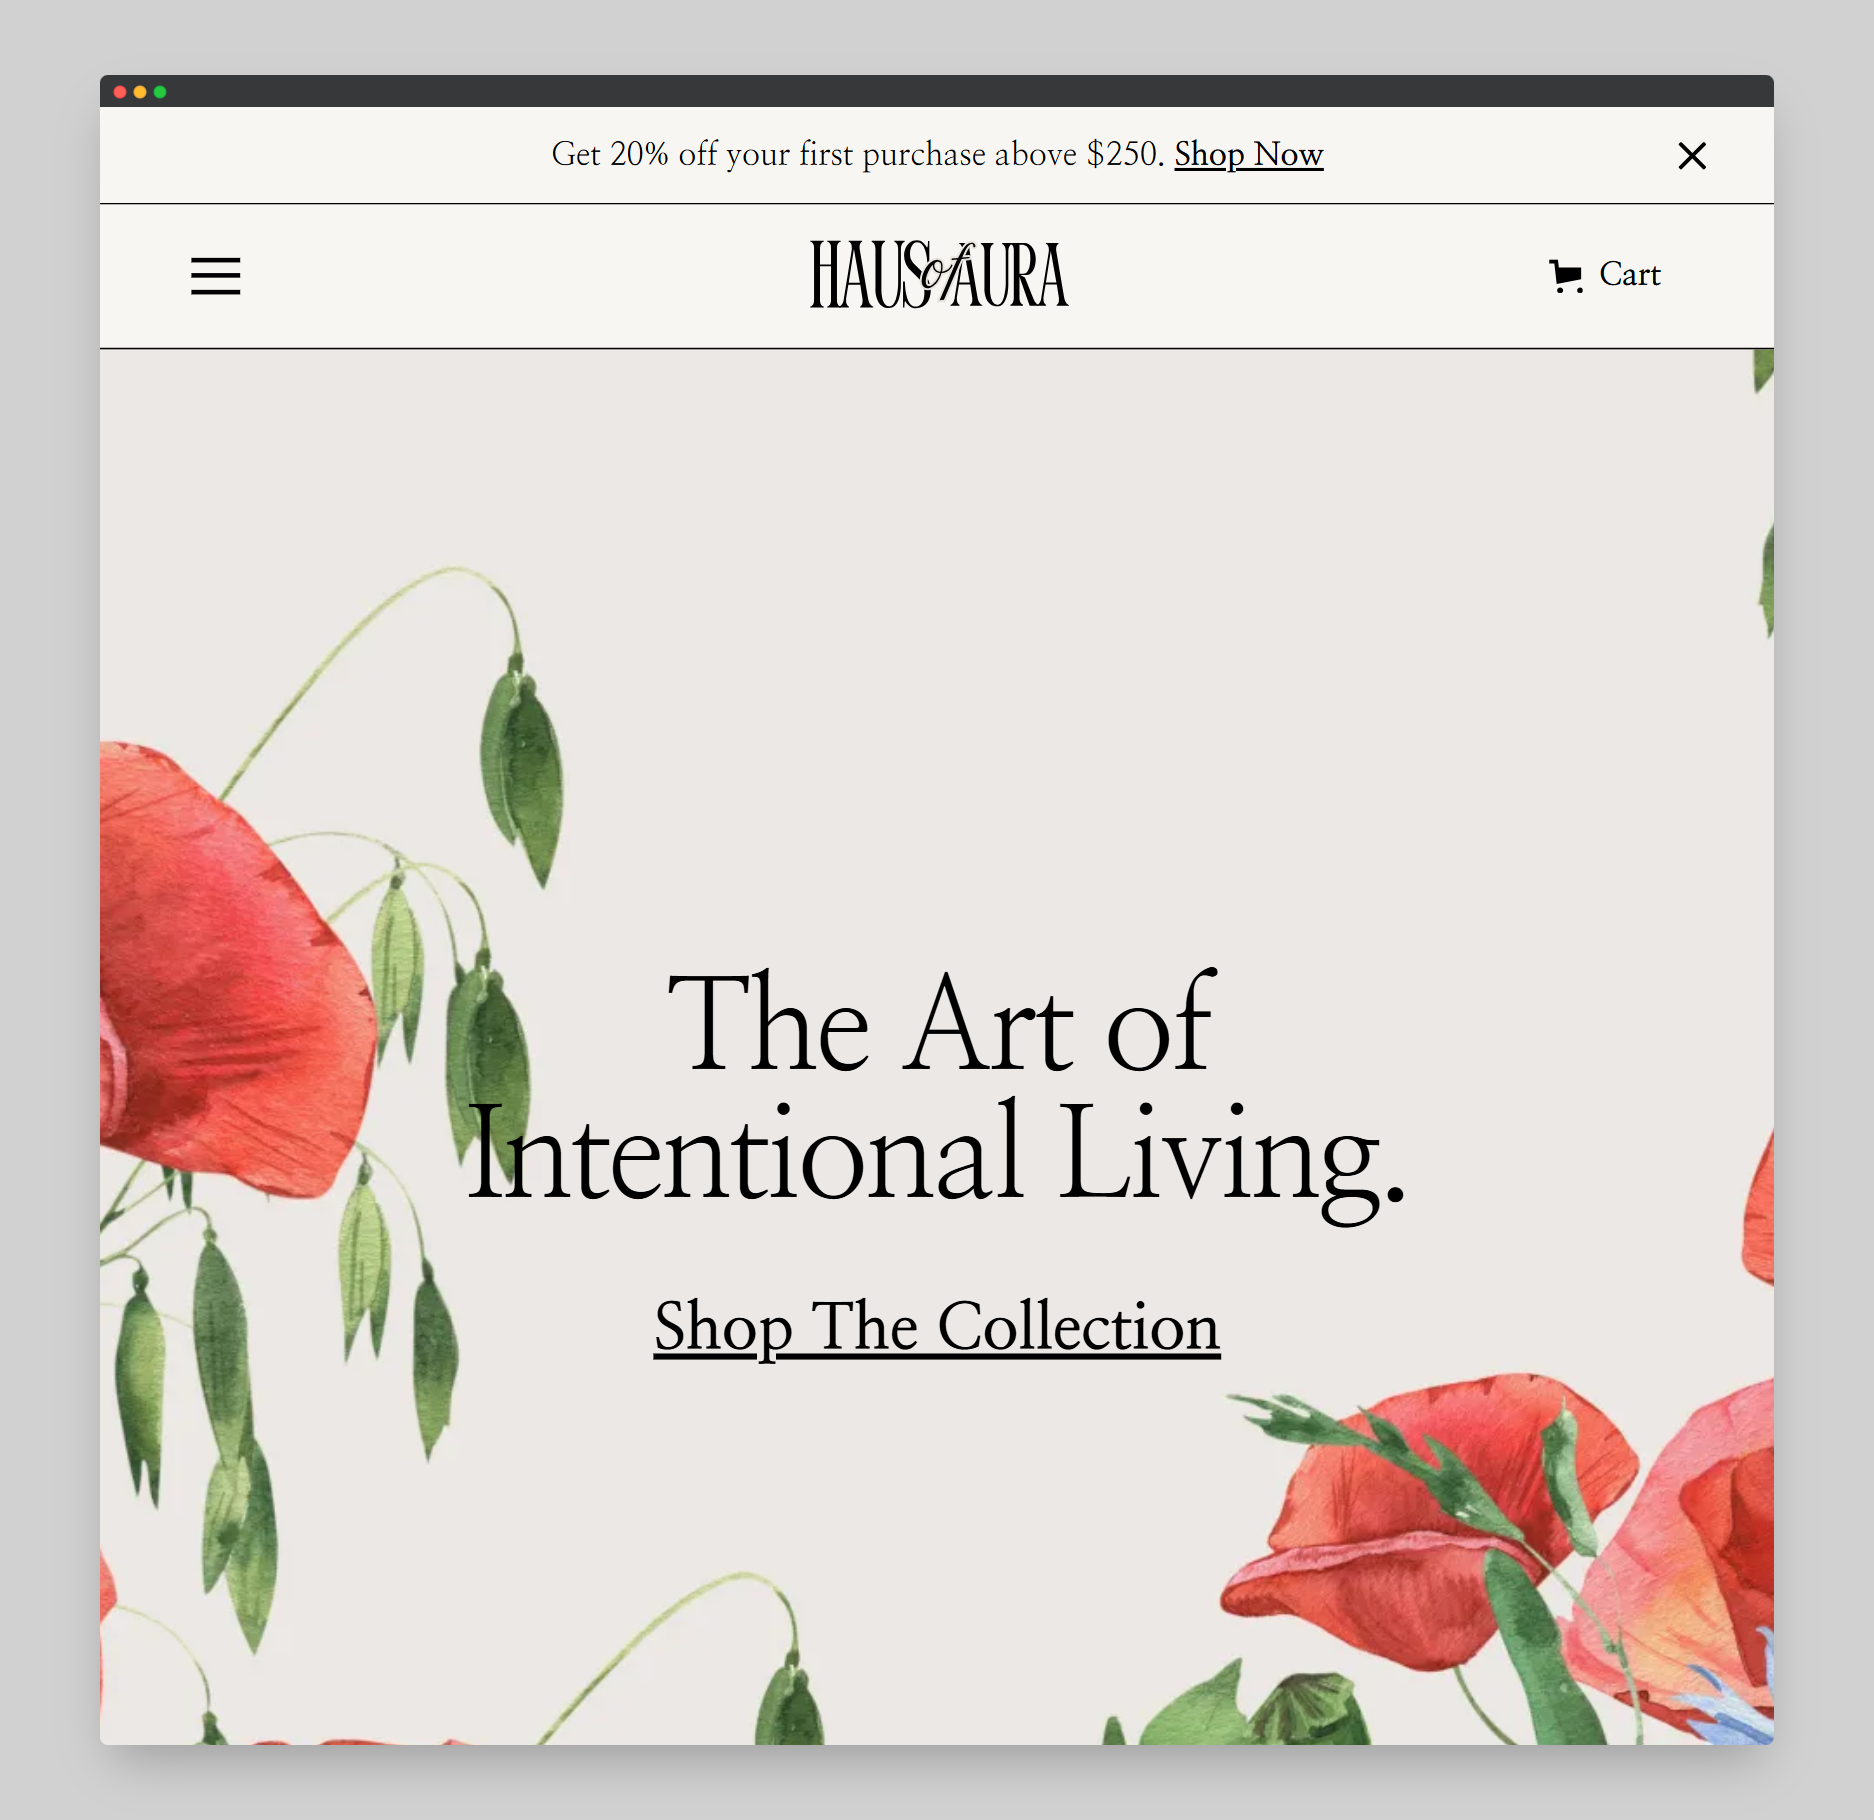 Get 20% off your first purchase above $250. Shop Now
HAUS of AURA
Cart
The Art of
Intentional Living.
Shop The Collection